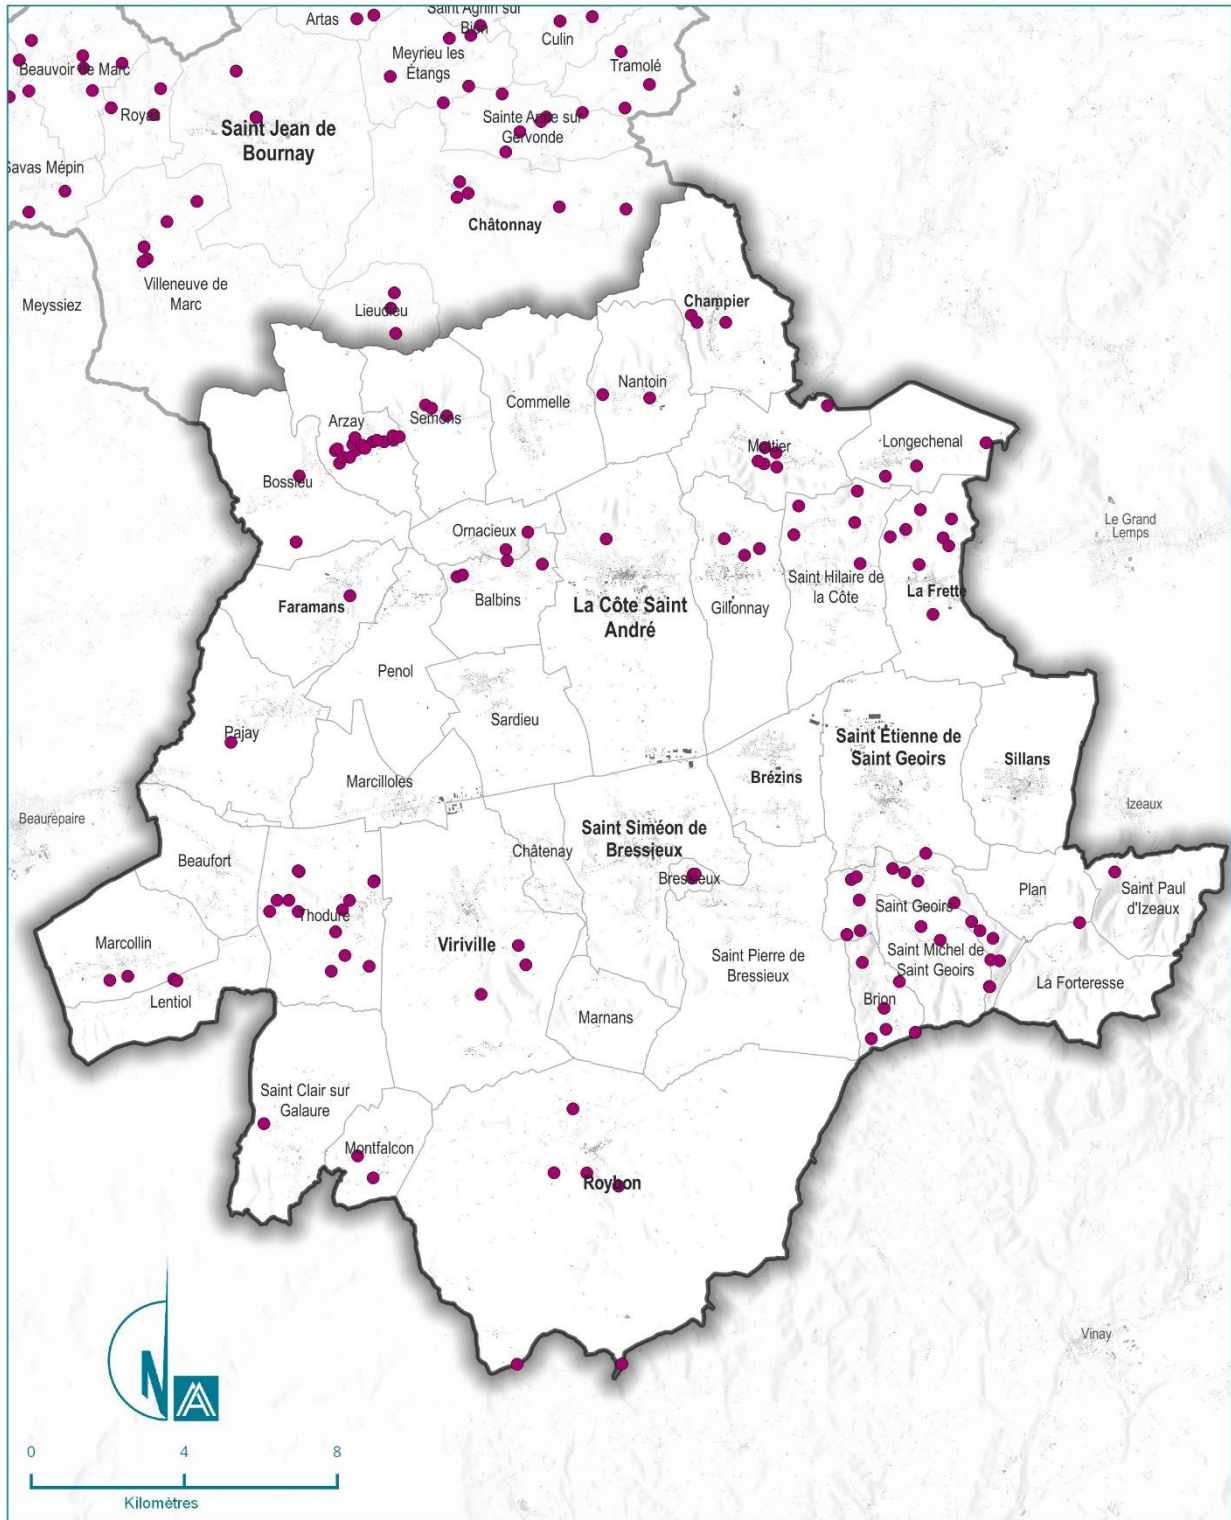 Artas
Saint Agnin sur
Bion
Culin
Meyrieu les
Étangs
Tramolé
Beauvoir de Marc
Royas
Saint Jean de
Bournay
Sainte Anne sur
Gervonde
Savas Mépin
Châtonnay
Villeneuve de
Marc
Meyssiez
Lieudieu
Champier
Nantoin
Commelle
Arzay
Semons
Mottier
Longechenal
Bossieu
Ornacieux
Le Grand
Lemps
Saint Hilaire de
la Côte
La Frette
Faramans
Balbins
La Côte Saint
André
Gillonnay
Penol
Sardieu
Pajay
Saint Étienne de
Saint Geoirs
Sillans
Brézins
Marcilloles
Izeaux
Beaurepaire
Saint Siméon de
Bressieux
Châtenay
Beaufort
Bressieux
Plan
Saint Paul
d'Izeaux
Saint Geoirs
Thodure
Marcollin
Viriville
Saint Pierre de
Bressieux
Saint Michel de
Saint Geoirs
La Forteresse
Lentiol
Brion
Marnans
Saint Clair sur
Galaure
Montfalcon
Roybon
Vinay
N
0 4 8
Kilomètres